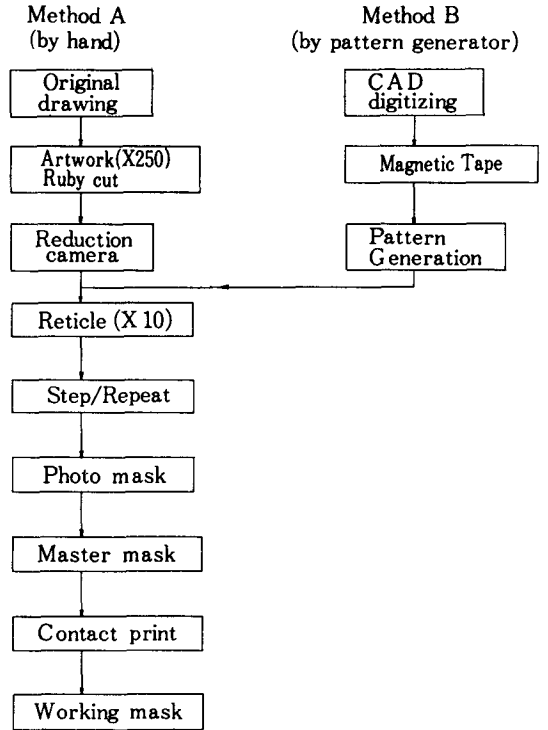 Method A
(by hand)
Original
drawing
Artwork(X250)
Ruby cut
Reduction
camera
Method B
(by pattern generator)
CAD
digitizing
Magnetic Tape
Pattern
Generation
Reticle (X 10)
Step/Repeat
Photo mask
Master mask
Contact print
Working mask